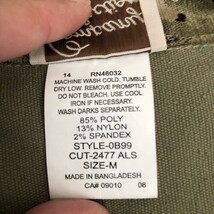 Company
14 RN46032
MACHINE WASH COLD. TUMBLE
DRY LOW. REMOVE PROMPTLY.
DO NOT BLEACH. USE COOL
IRON IF NEEDED.
WASH DARKS SEPARATELY.
85% POLY
13% NYLON
2% SPANDEX
STYLE-0B99
CUT-2477 ALS
SIZE-M
MADE IN BANGLADESH
CA# 09010 08